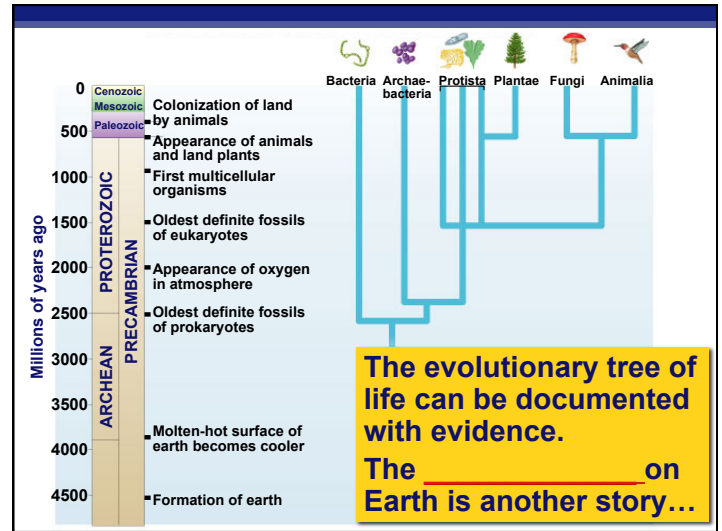 Bacteria
Archae-
bacteria
Protista
Plantae
Fungi
Animalia
Millions of years ago
0
500
1000
1500
2000
2500
3000
3500
4000
4500
Cenozoic
Mesozoic
Paleozoic
PROTEROZOIC
ARCHEAN
PRECAMBRIAN
Colonization of land
by animals
Appearance of animals
and land plants
First multicellular
organisms
Oldest definite fossils
of eukaryotes
Appearance of oxygen
in atmosphere
Oldest definite fossils
of prokaryotes
Molten-hot surface of
earth becomes cooler
Formation of earth
The evolutionary tree of
life can be documented
with evidence.
The ________________ on
Earth is another story…